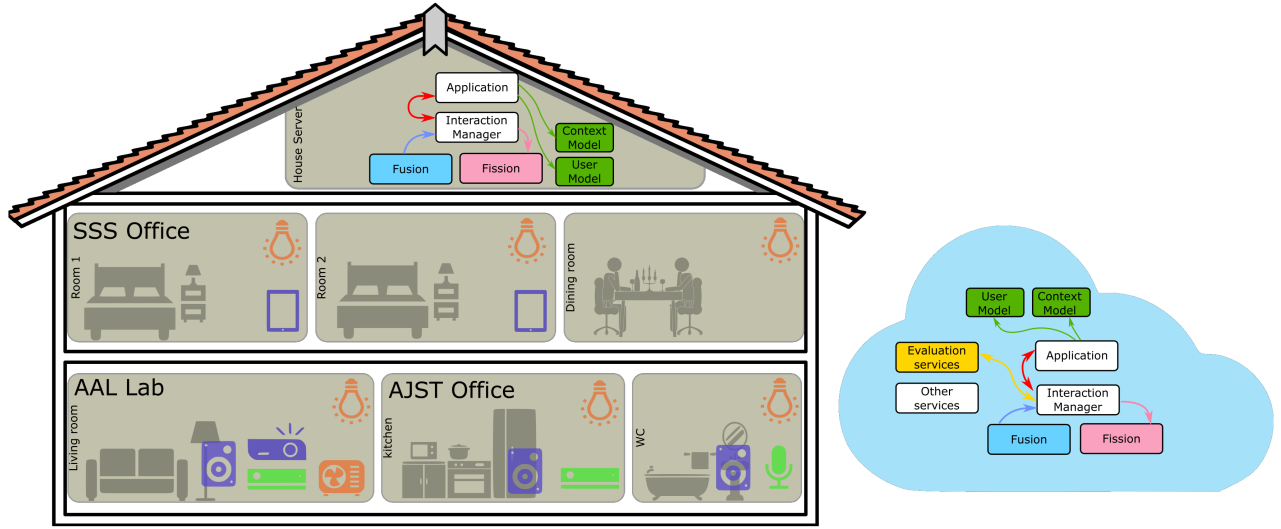 House Server
Application
Interaction
Manager
Context
Model
Fusion
Fission
User
Model
SSS Office
Room 1
Room 2
Dining room
AAL Lab
Living room
AJST Office
kitchen
WC
User
Model
Context
Model
Evaluation
services
Application
Other
services
Interaction
Manager
Fusion
Fission